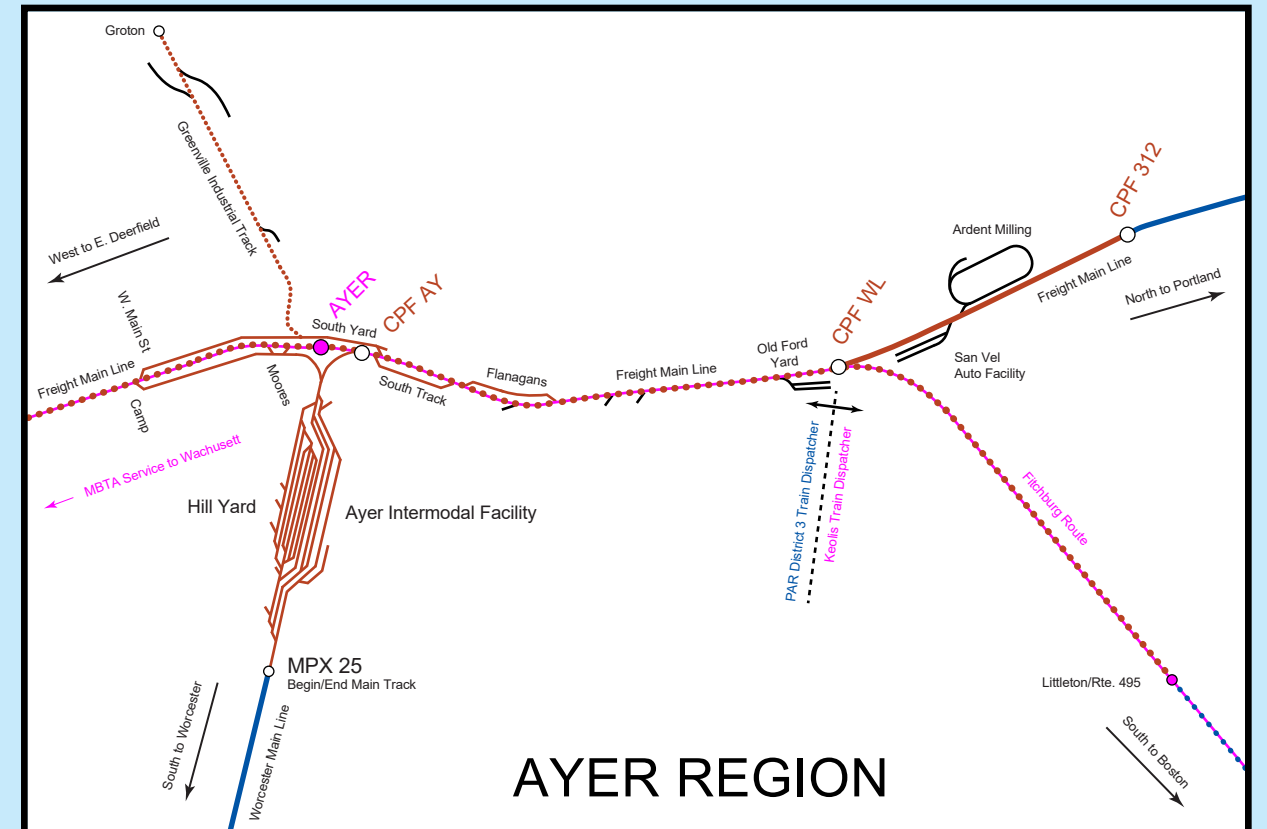 Groton
Greenville Industrial Track
West to E. Deerfield
W. Main St
Freight Main Line
Camp
Moores
AYER
South Yard
CPF AY
South Track
Flanagans
Freight Main Line
Old Ford
Yard
CPF WL
Ardent Milling
CPF 312
Freight Main Line
North to Portland
San Vel
Auto Facility
MBTA Service to Wachusett
Hill Yard
Ayer Intermodal Facility
PAR District 3 Train Dispatcher
Keolis Train Dispatcher
Fitchburg Route
MPX 25
Begin/End Main Track
Littleton/Rte. 495
South to Worcester
Worcester Main Line
South to Boston
AYER REGION